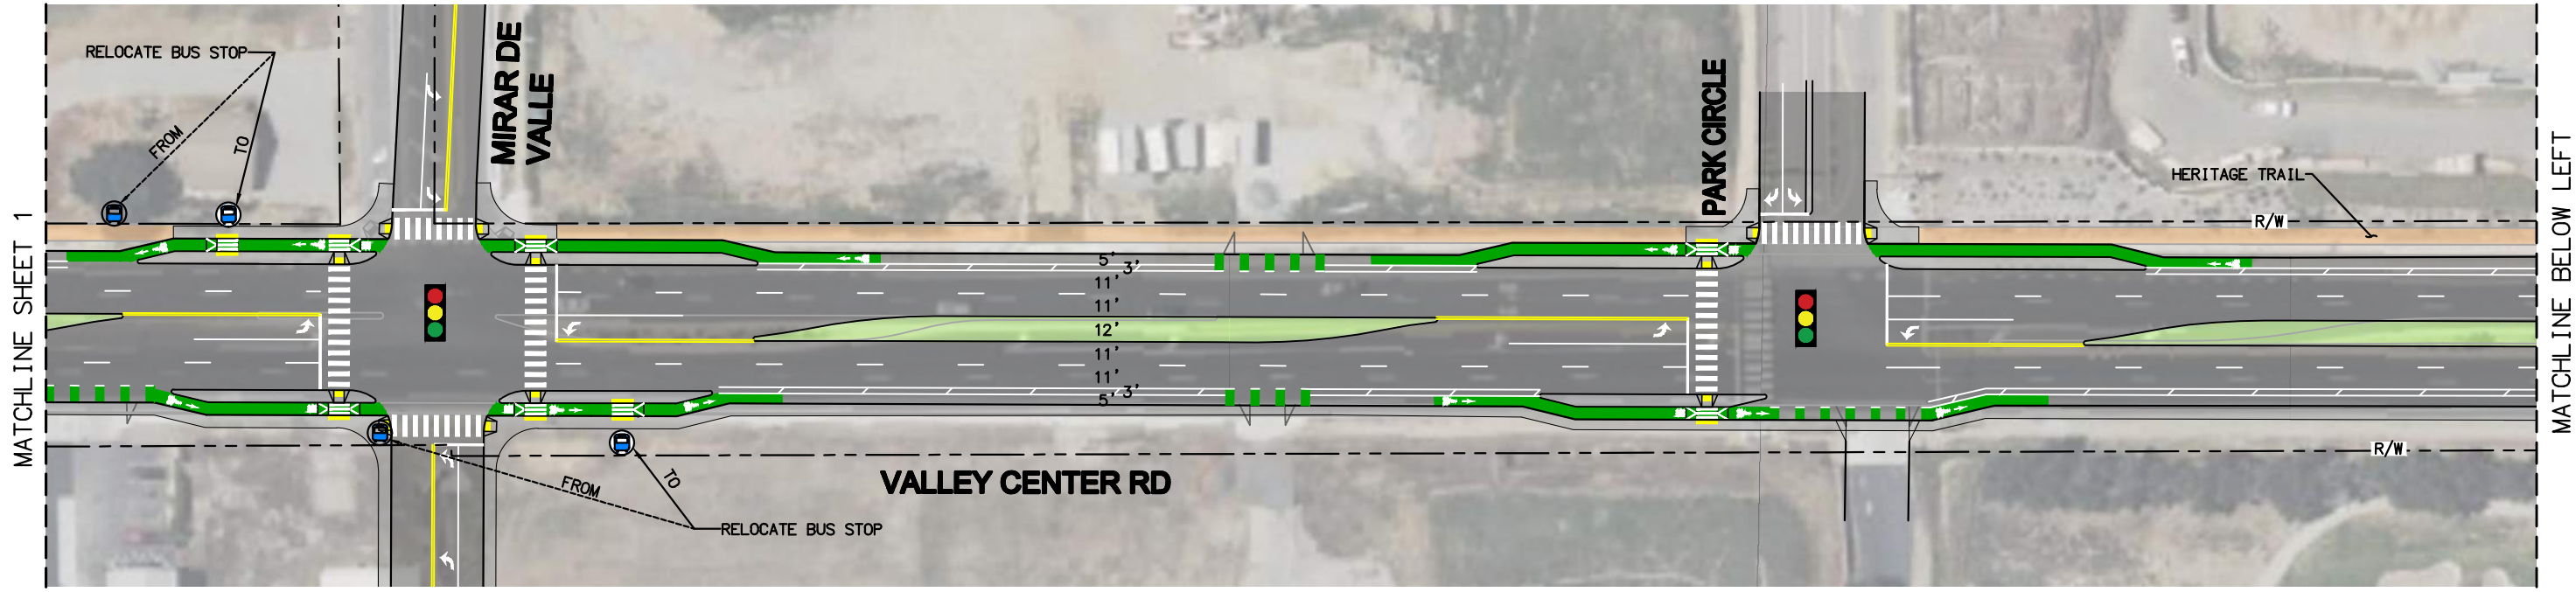 RELOCATE BUS STOP
FROM
TO
MIRAR DE
VALLE
PARK CIRCLE
HERITAGE TRAIL
R/W
MATCHLINE SHEET 1
MATCHLINE BELOW LEFT
5'
3'
11'
11'
12'
11'
11'
3'
5'
R/W
VALLEY CENTER RD
FROM
TO
RELOCATE BUS STOP